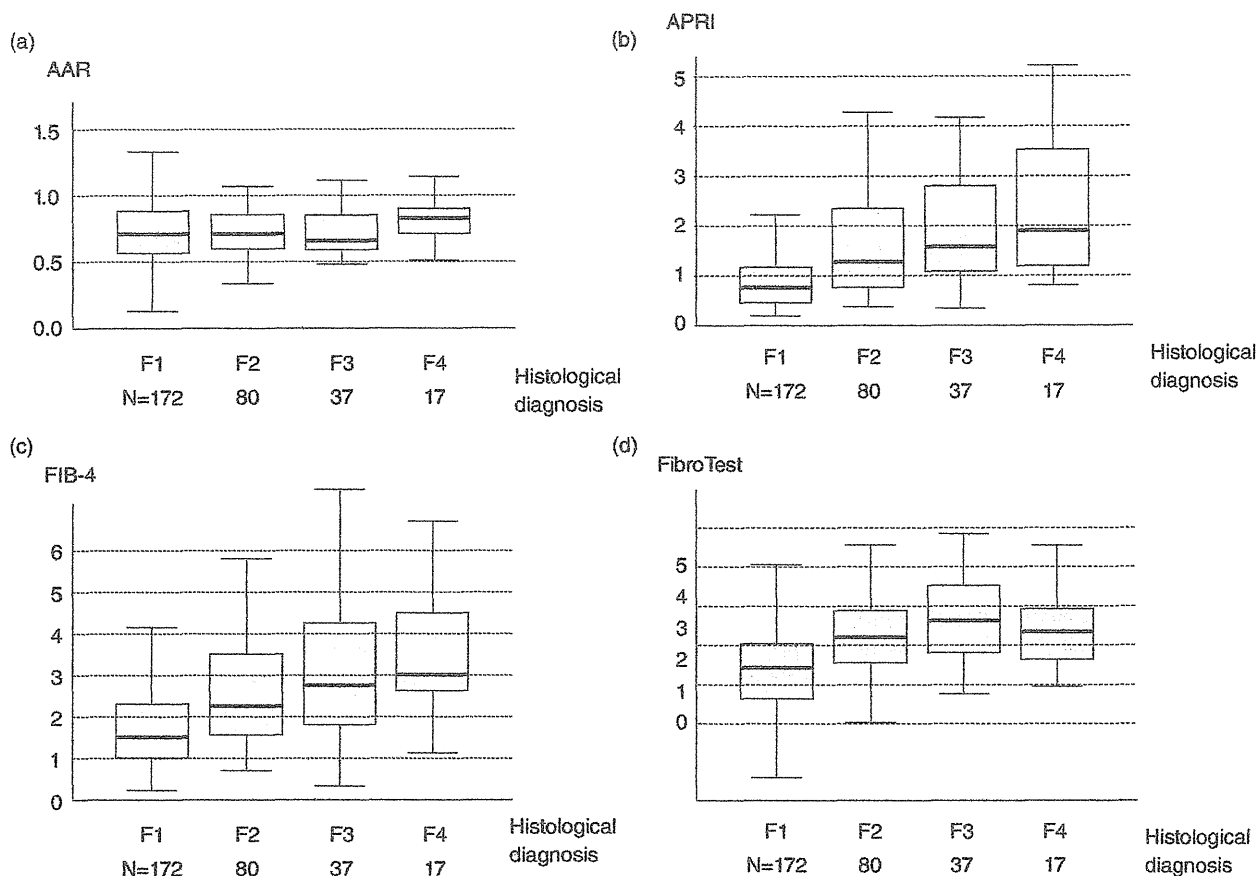 (a)
AAR
1.5
1.0
0.5
0.0
F1 F2 F3 F4
N=172 80 37 17
Histological
diagnosis
(b)
APRI
5
4
3
2
1
0
F1 F2 F3 F4
N=172 80 37 17
Histological
diagnosis
(c)
FIB-4
6
5
4
3
2
1
0
F1 F2 F3 F4
N=172 80 37 17
Histological
diagnosis
(d)
FibroTest
5
4
3
2
1
0
F1 F2 F3 F4
N=172 80 37 17
Histological
diagnosis